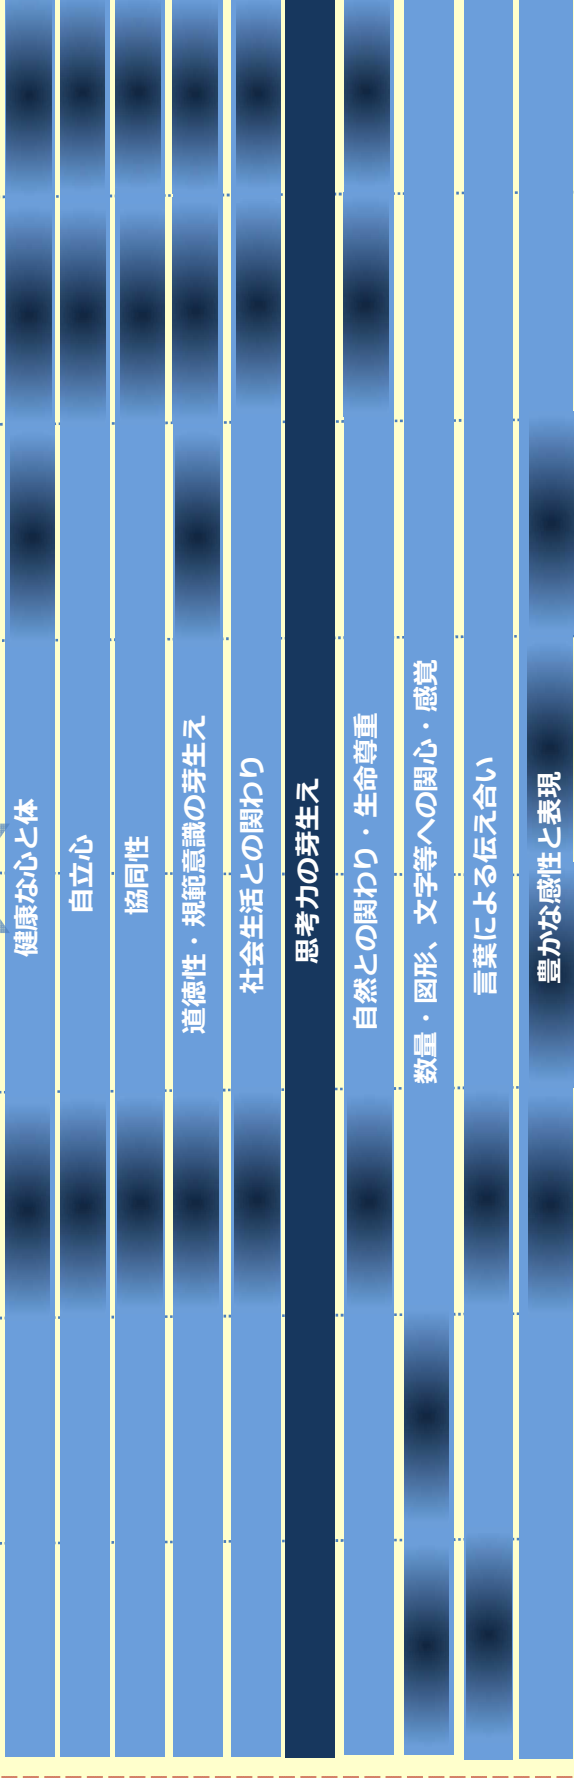 健康な心と体
自立心
協同性
道徳性・規範意識の芽生え
社会生活との関わり
思考力の芽生え
自然との関わり・生命尊重
数量・図形、文字等への関心・感覚
言葉による伝え合い
豊かな感性と表現